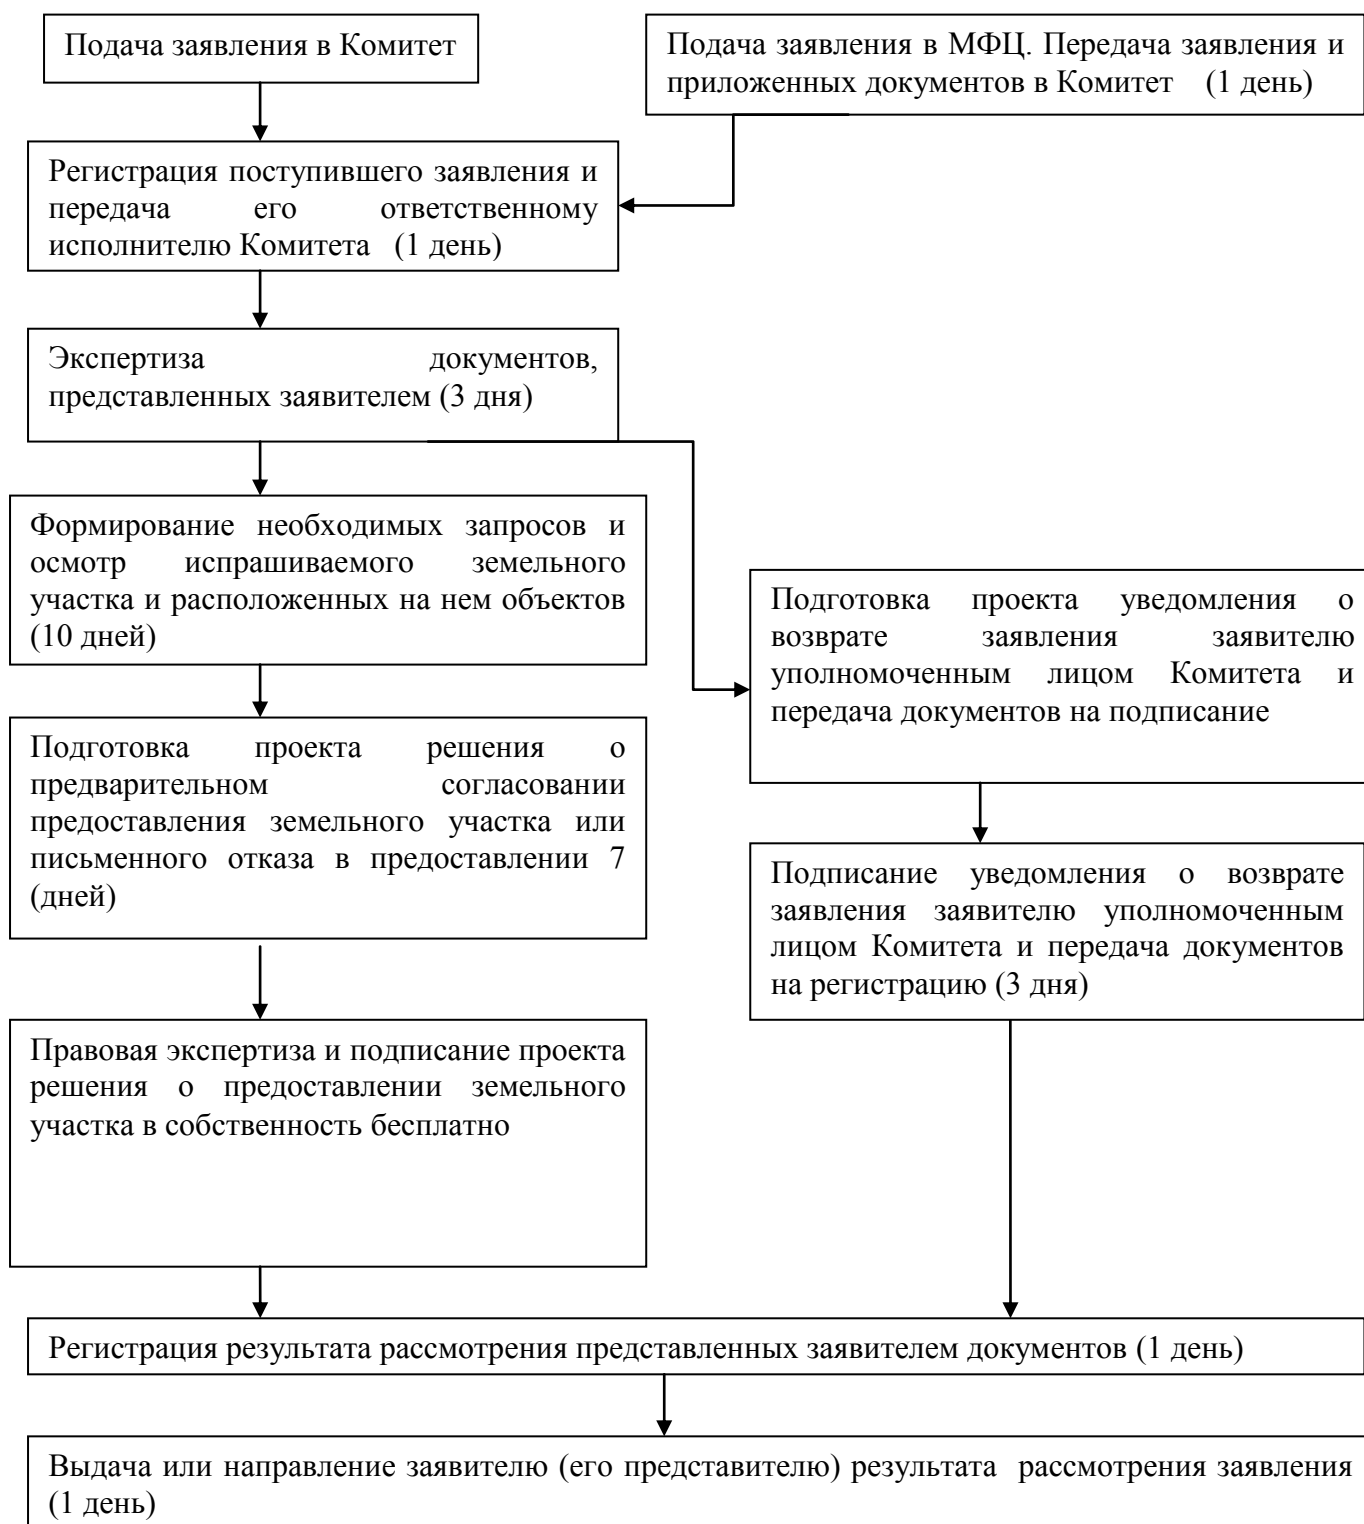 Подача заявления в Комитет
Подача заявления в МФЦ. Передача заявления и
приложенных документов в Комитет (1 день)
Регистрация поступившего заявления и
передача его ответственному
исполнителю Комитета (1 день)
Экспертиза документов,
представленных заявителем (3 дня)
Формирование необходимых запросов и
осмотр испрашиваемого земельного
участка и расположенных на нем объектов
(10 дней)
Подготовка проекта уведомления о
возврате заявления заявителю
уполномоченным лицом Комитета и
передача документов на подписание
Подготовка проекта решения о
предварительном согласовании
предоставления земельного участка или
письменного отказа в предоставлении 7
(дней)
Подписание уведомления о возврате
заявления заявителю уполномоченным
лицом Комитета и передача документов
на регистрацию (3 дня)
Правовая экспертиза и подписание проекта
решения о предоставлении земельного
участка в собственность бесплатно
Регистрация результата рассмотрения представленных заявителем документов (1 день)
Выдача или направление заявителю (его представителю) результата рассмотрения заявления
(1 день)